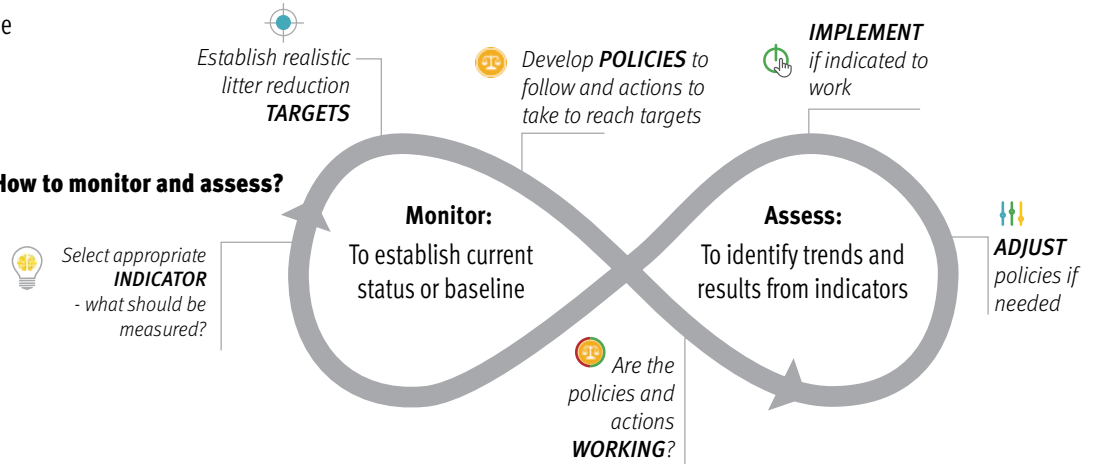 e
How to monitor and assess?
Select appropriate
INDICATOR
- what should be
measured?
Establish realistic
litter reduction
TARGETS
Develop POLICIES to
follow and actions to
take to reach targets
Monitor:
To establish current
status or baseline
Are the
policies and
actions
WORKING?
Assess:
To identify trends and
results from indicators
IMPLEMENT
if indicated to
work
ADJUST
policies if
needed